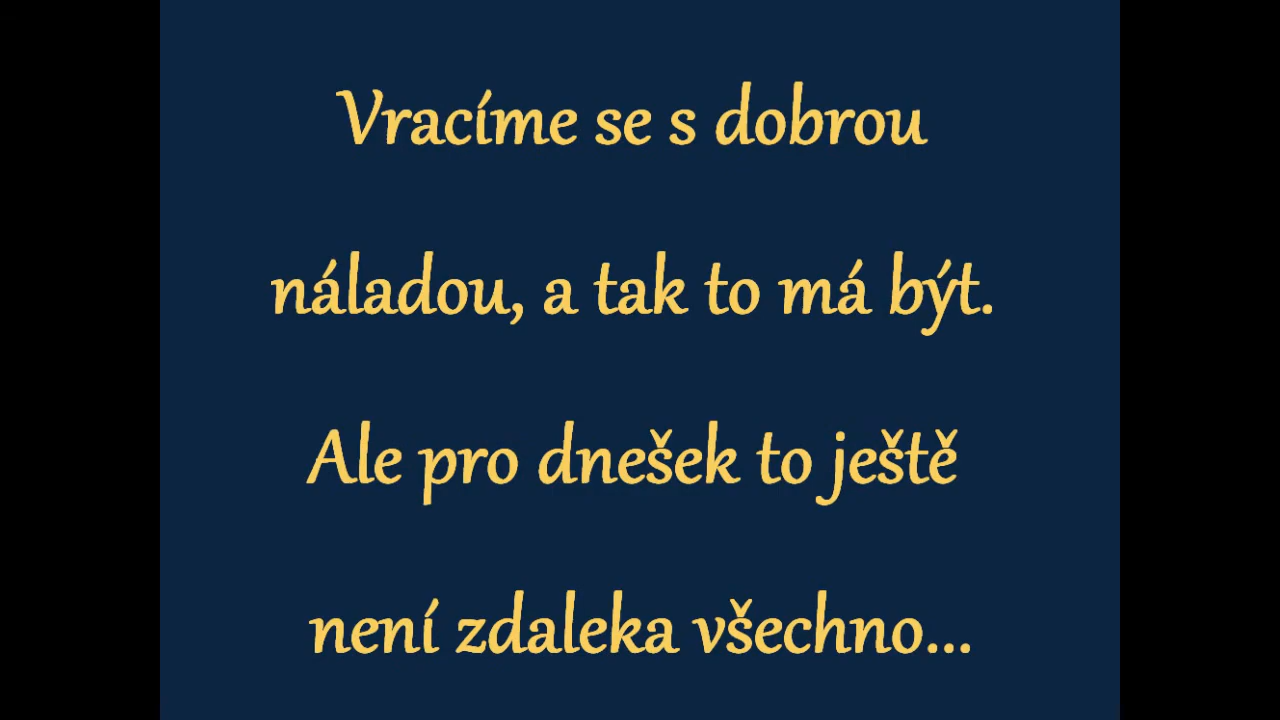 Vracíme se s dobrou
náladou, a tak to má být.
Ale pro dnešek to ještě
není zdaleka všechno...